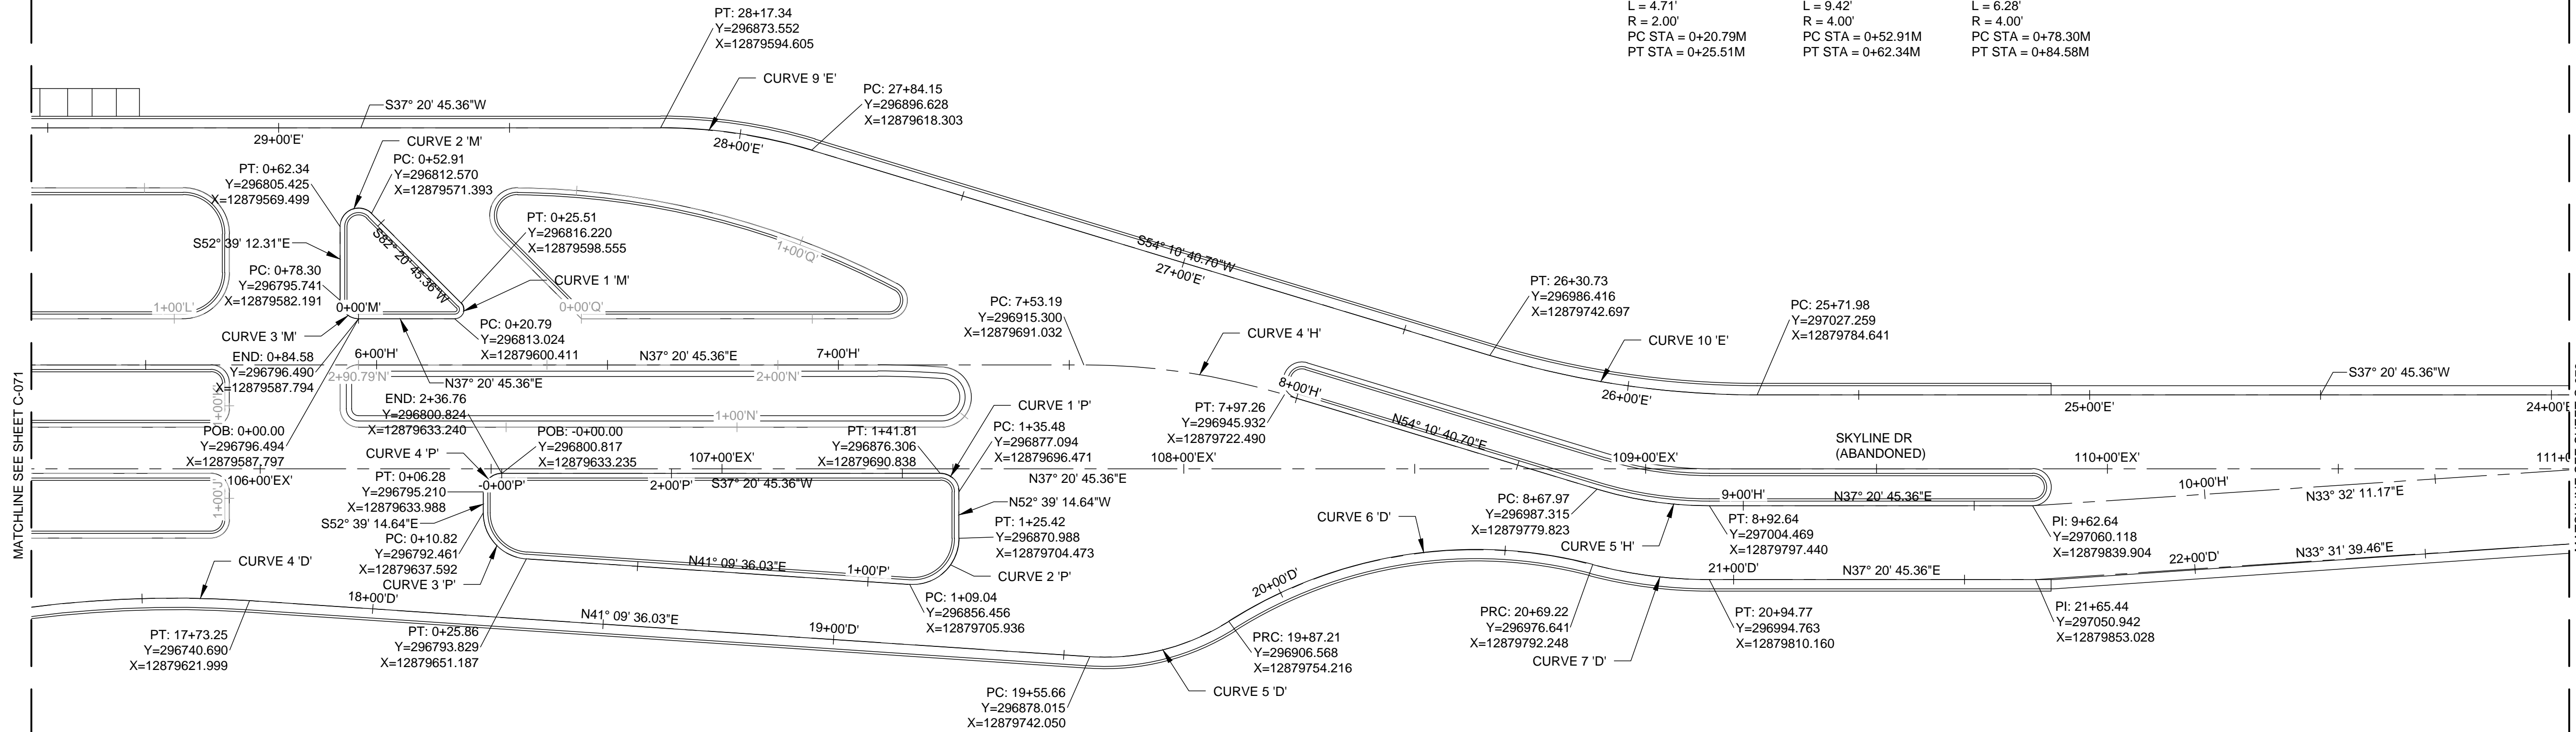 L = 4.71'
R = 2.00'
PC STA = 0+20.79M
PT STA = 0+25.51M
L = 9.42'
R = 4.00'
PC STA = 0+52.91M
PT STA = 0+62.34M
L = 6.28'
R = 4.00'
PC STA = 0+78.30M
PT STA = 0+84.58M
PT: 28+17.34
Y=296873.552
X=12879594.605
CURVE 9 'E'
PC: 27+84.15
Y=296896.628
X=12879618.303
S37° 20' 45.36"W
29+00'E'
28+00'E'
CURVE 2 'M'
PC: 0+52.91
Y=296812.570
X=12879571.393
PT: 0+62.34
Y=296805.425
X=12879569.499
PT: 0+25.51
Y=296816.220
X=12879598.555
S52° 39' 12.31"E
S82° 20' 45.36"W
1+00'Q'
S54° 10' 40.70"W
27+00'E'
PC: 0+78.30
Y=296795.741
X=12879582.191
CURVE 1 'M'
1+00'L'
0+00'M'
0+00'Q'
CURVE 3 'M'
PC: 0+20.79
Y=296813.024
X=12879600.411
PC: 7+53.19
Y=296915.300
X=12879691.032
PT: 26+30.73
Y=296986.416
X=12879742.697
PC: 25+71.98
Y=297027.259
X=12879784.641
CURVE 4 'H'
CURVE 10 'E'
END: 0+84.58
Y=296796.490
X=12879587.794
6+00'H'
N37° 20' 45.36"E
7+00'H'
2+90.79'N'
N37° 20' 45.36"E
2+00'N'
S37° 20' 45.36"W
8+00'H'
26+00'E'
25+00'E'
MATCHLINE SEE SHEET C-071
END: 2+36.76
Y=296800.824
X=12879633.240
1+00'N'
CURVE 1 'P'
PT: 7+97.26
Y=296945.932
X=12879722.490
N54° 10' 40.70"E
POB: 0+00.00
Y=296796.494
X=12879587.797
POB: -0+00.00
Y=296800.817
X=12879633.235
PT: 1+41.81
Y=296876.306
X=12879690.838
PC: 1+35.48
Y=296877.094
X=12879696.471
SKYLINE DR
(ABANDONED)
CURVE 4 'P'
107+00'EX'
108+00'EX'
109+00'EX'
110+00'EX'
106+00'EX'
1+00'J'
PT: 0+06.28
Y=296795.210
X=12879633.988
-0+00'P'
2+00'P'
S37° 20' 45.36"W
N37° 20' 45.36"E
10+00'H'
N33° 32' 11.17"E
N52° 39' 14.64"W
PC: 8+67.97
Y=296987.315
X=12879779.823
9+00'H'
N37° 20' 45.36"E
S52° 39' 14.64"E
PC: 0+10.82
Y=296792.461
X=12879637.592
PT: 1+25.42
Y=296870.988
X=12879704.473
CURVE 6 'D'
PT: 8+92.64
Y=297004.469
X=12879797.440
PI: 9+62.64
Y=297060.118
X=12879839.904
CURVE 5 'H'
CURVE 4 'D'
N41° 09' 36.03"E
1+00'P'
CURVE 2 'P'
CURVE 3 'P'
20+00'D'
21+00'D'
N37° 20' 45.36"E
22+00'D'
N33° 31' 39.46"E
18+00'D'
N41° 09' 36.03"E
19+00'D'
PC: 1+09.04
Y=296856.456
X=12879705.936
PT: 17+73.25
Y=296740.690
X=12879621.999
PT: 0+25.86
Y=296793.829
X=12879651.187
PRC: 19+87.21
Y=296906.568
X=12879754.216
PRC: 20+69.22
Y=296976.641
X=12879792.248
PT: 20+94.77
Y=296994.763
X=12879810.160
PI: 21+65.44
Y=297050.942
X=12879853.028
CURVE 7 'D'
CURVE 5 'D'
PC: 19+55.66
Y=296878.015
X=12879742.050